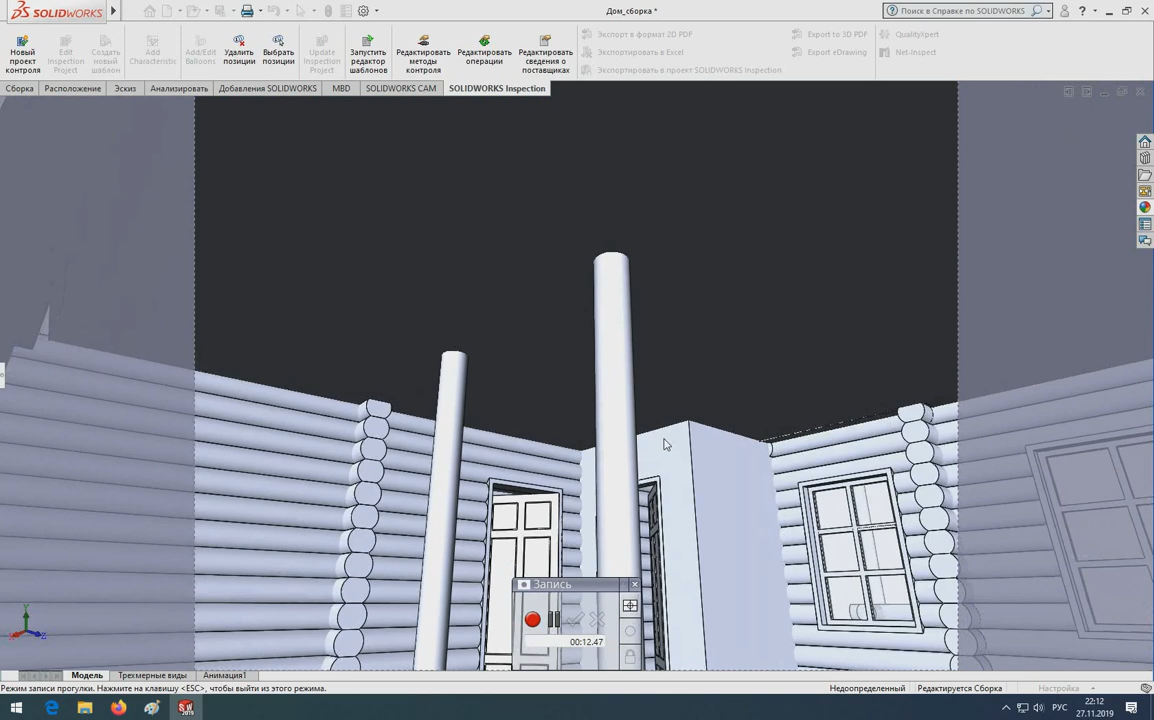 SOLIDWORKS
Дом_сборка *
Поиск в Справке по SOLIDWORKS
Новый проект контроля
Edit Inspection Project
Создать новый шаблон
Add Characteristic
Add/Edit Balloons
Удалить позиции
Выбрать позиции
Update Inspection Project
Запустить редактор шаблонов
Редактировать методы контроля
Редактировать операции
Редактировать сведения о поставщиках
Экспорт в формат 2D PDF
Экспортировать в Excel
Экспортировать в проект SOLIDWORKS Inspection
Export to 3D PDF
Export eDrawing
QualityXpert
Net-Inspect
Сборка Расположение Эскиз Анализировать Добавления SOLIDWORKS MBD SOLIDWORKS CAM SOLIDWORKS Inspection
Запись
00:12.47
Модель Трехмерные виды Анимация1
Режим записи прогулки. Нажмите на клавишу <ESC>, чтобы выйти из этого режима.
Недоопределенный Редактируется Сборка Настройка
РУС
22:12
27.11.2019